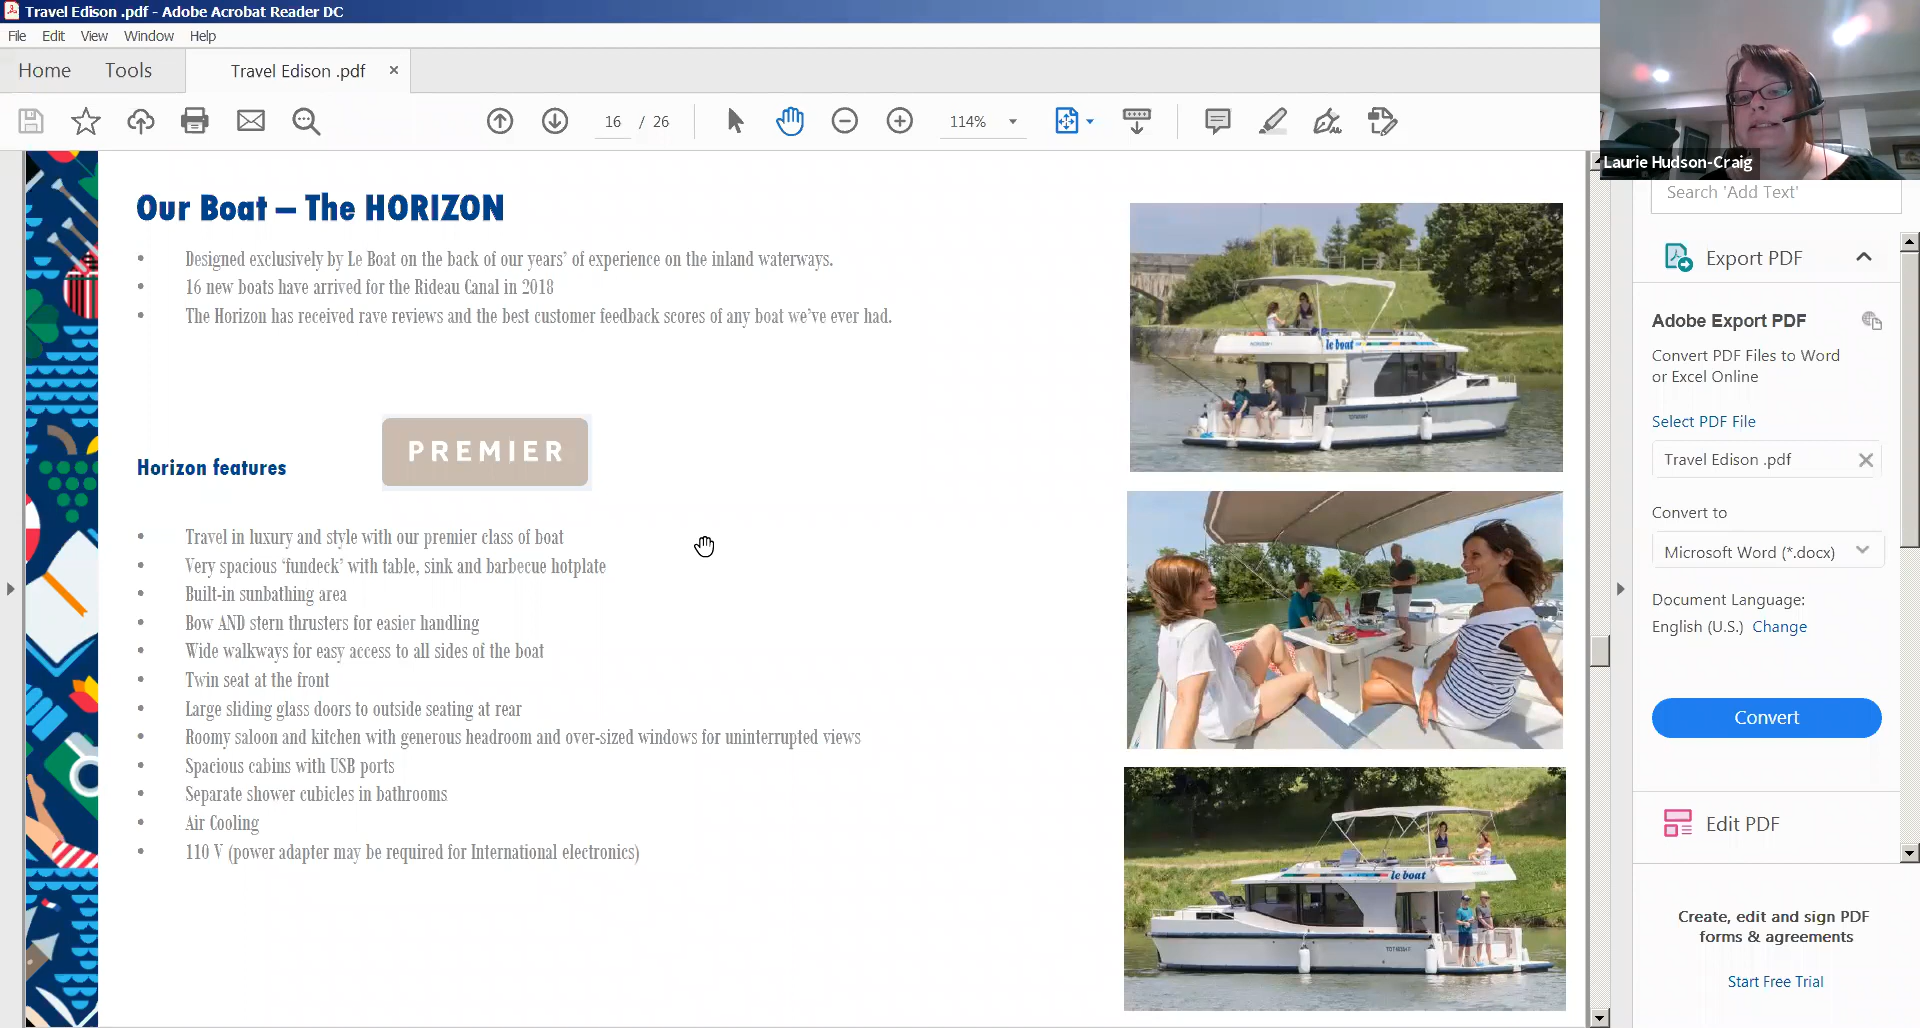 Travel Edison .pdf - Adobe Acrobat Reader DC
File Edit View Window Help
Home Tools Travel Edison .pdf ×
16 / 26 114%
Laurie Hudson-Craig
Our Boat – The HORIZON
• Designed exclusively by Le Boat on the back of our years’ of experience on the inland waterways.
• 16 new boats have arrived for the Rideau Canal in 2018
• The Horizon has received rave reviews and the best customer feedback scores of any boat we’ve ever had.
PREMIER
Horizon features
• Travel in luxury and style with our premier class of boat
• Very spacious ‘fundeck’ with table, sink and barbecue hotplate
• Built-in sunbathing area
• Bow AND stern thrusters for easier handling
• Wide walkways for easy access to all sides of the boat
• Twin seat at the front
• Large sliding glass doors to outside seating at rear
• Roomy saloon and kitchen with generous headroom and over-sized windows for uninterrupted views
• Spacious cabins with USB ports
• Separate shower cubicles in bathrooms
• Air Cooling
• 110 V (power adapter may be required for International electronics)
le boat
le boat
Search 'Add Text'
Export PDF
Adobe Export PDF
Convert PDF Files to Word
or Excel Online
Select PDF File
Travel Edison .pdf
Convert to
Microsoft Word (*.docx)
Document Language:
English (U.S.) Change
Convert
Edit PDF
Create, edit and sign PDF
forms & agreements
Start Free Trial